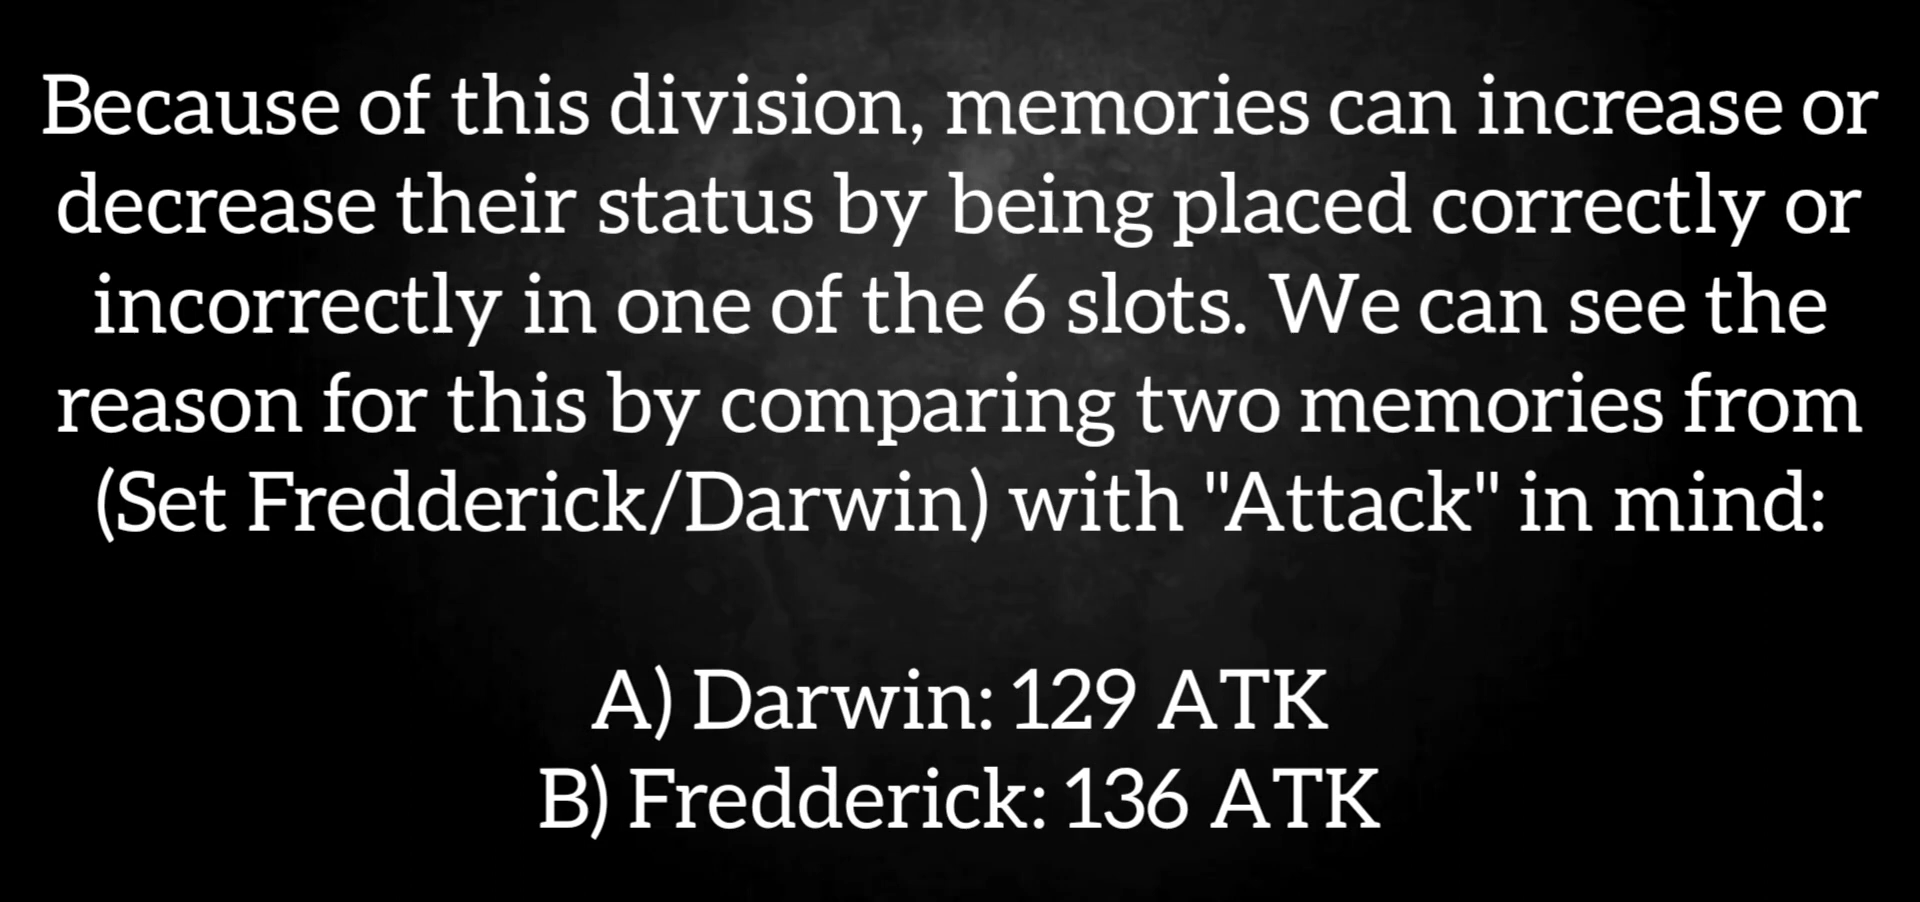 Because of this division, memories can increase or
decrease their status by being placed correctly or
incorrectly in one of the 6 slots. We can see the
reason for this by comparing two memories from
(Set Fredderick/Darwin) with "Attack" in mind:
A) Darwin: 129 ATK
B) Fredderick: 136 ATK